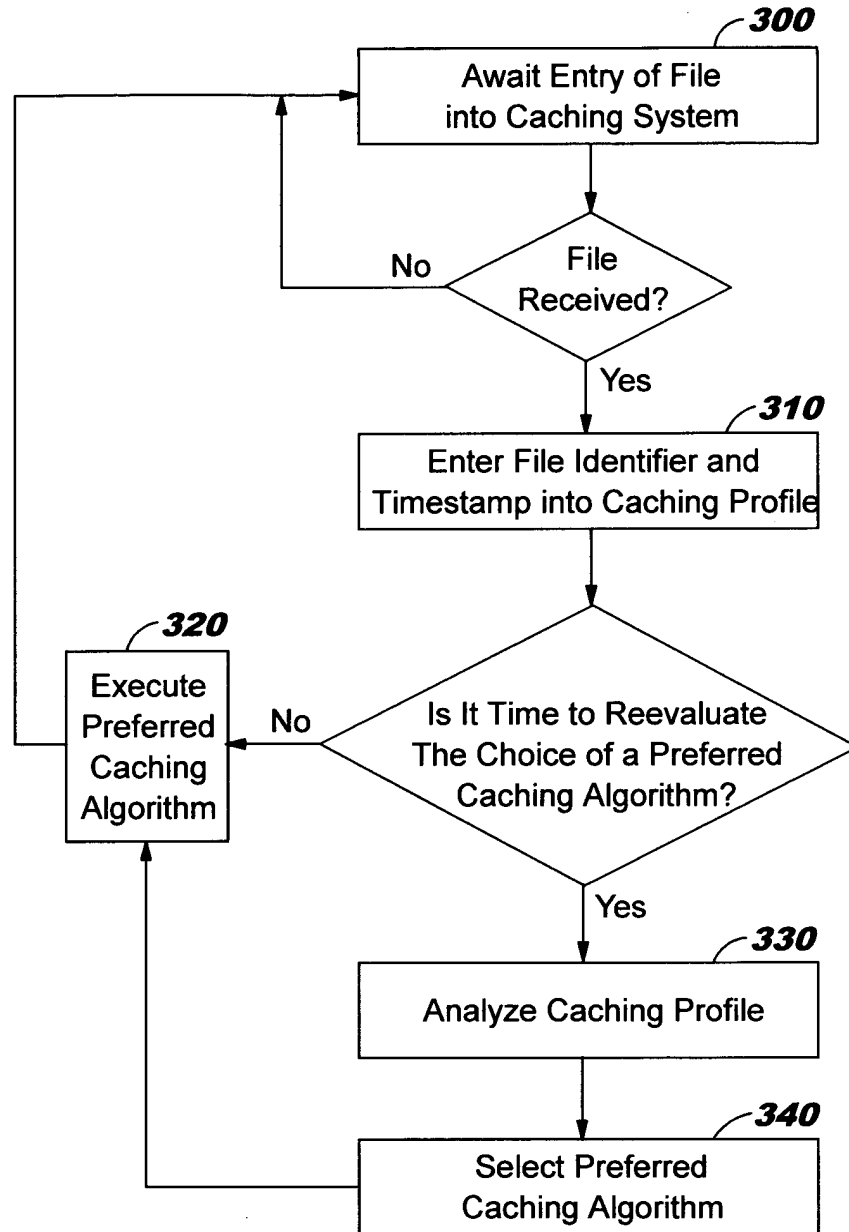 300
Await Entry of File
into Caching System
File
Received?
No
Yes
310
Enter File Identifier and
Timestamp into Caching Profile
320
Execute
Preferred
Caching
Algorithm
No
Is It Time to Reevaluate
The Choice of a Preferred
Caching Algorithm?
Yes
330
Analyze Caching Profile
340
Select Preferred
Caching Algorithm